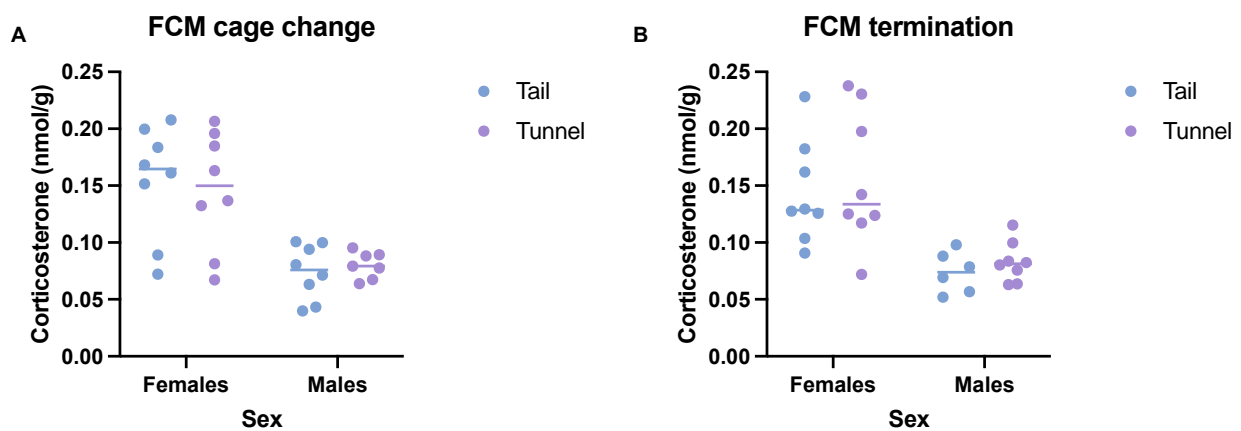 A
FCM cage change
Corticosterone (nmol/g)
0.25
0.20
0.15
0.10
0.05
0.00
Females
Males
Sex
Tail
Tunnel
B
FCM termination
Corticosterone (nmol/g)
0.25
0.20
0.15
0.10
0.05
0.00
Females
Males
Sex
Tail
Tunnel